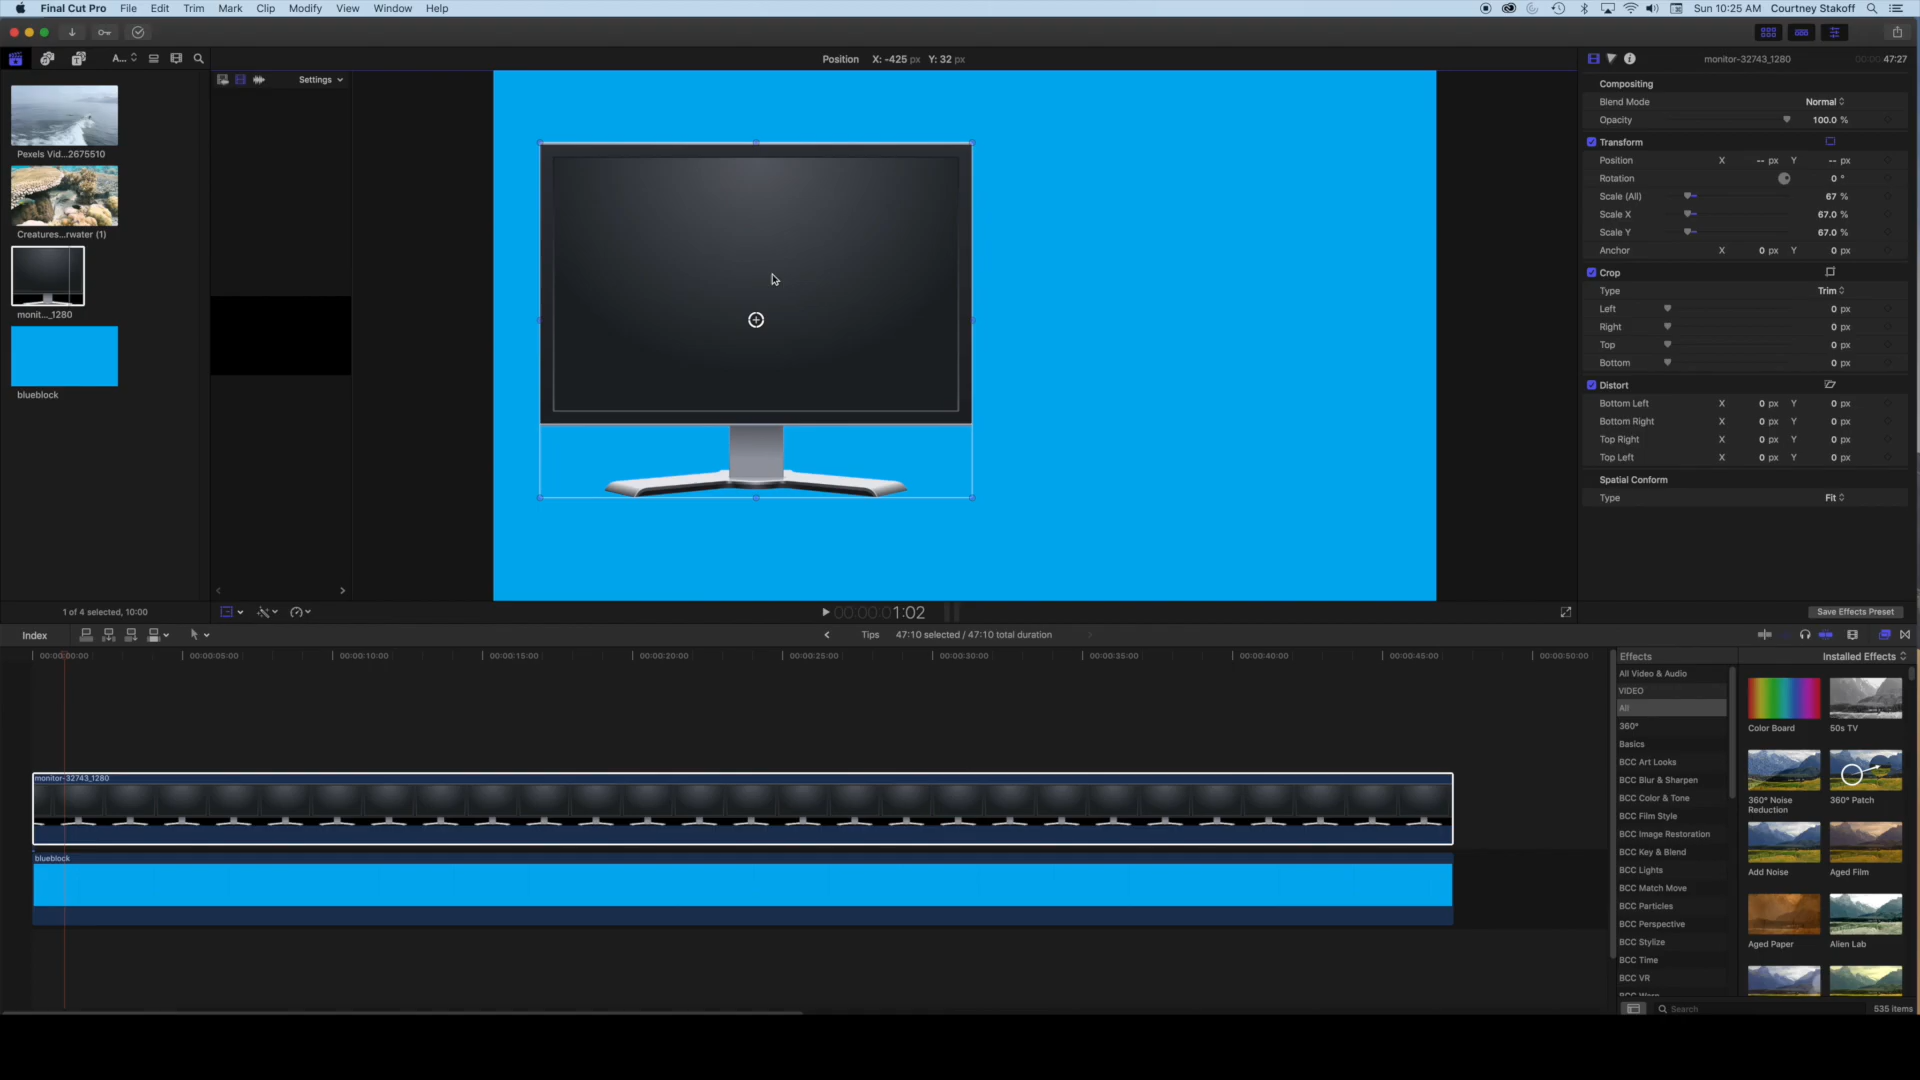 Final Cut Pro File Edit Trim Mark Clip Modify View Window Help Sun 10:25 AM Courtney Stakoff
A...
Settings
Position X: -425 px Y: 32 px
monitor-32743_1280
00:00:00:47:27
Pexels Vid...2675510
Creatures...rwater (1)
monit..._1280
blueblock
Compositing
Blend Mode Normal
Opacity 100.0 %
Transform
Position X -- px Y -- px
Rotation 0 °
Scale (All) 67 %
Scale X 67.0 %
Scale Y 67.0 %
Anchor X 0 px Y 0 px
Crop
Type Trim
Left 0 px
Right 0 px
Top 0 px
Bottom 0 px
Distort
Bottom Left X 0 px Y 0 px
Bottom Right X 0 px Y 0 px
Top Right X 0 px Y 0 px
Top Left X 0 px Y 0 px
Spatial Conform
Type Fit
1 of 4 selected, 10:00
00:00:01:02
Save Effects Preset
Index
Tips 47:10 selected / 47:10 total duration
00:00:00:00 00:00:05:00 00:00:10:00 00:00:15:00 00:00:20:00 00:00:25:00 00:00:30:00 00:00:35:00 00:00:40:00 00:00:45:00 00:00:50:00
monitor-32743_1280
blueblock
Effects Installed Effects
All Video & Audio
VIDEO
All
360°
Basics
BCC Art Looks
BCC Blur & Sharpen
BCC Color & Tone
BCC Film Style
BCC Image Restoration
BCC Key & Blend
BCC Lights
BCC Match Move
BCC Particles
BCC Perspective
BCC Stylize
BCC Time
BCC VR
Color Board
50s TV
360° Noise
Reduction
360° Patch
Add Noise
Aged Film
Aged Paper
Alien Lab
Search
535 items